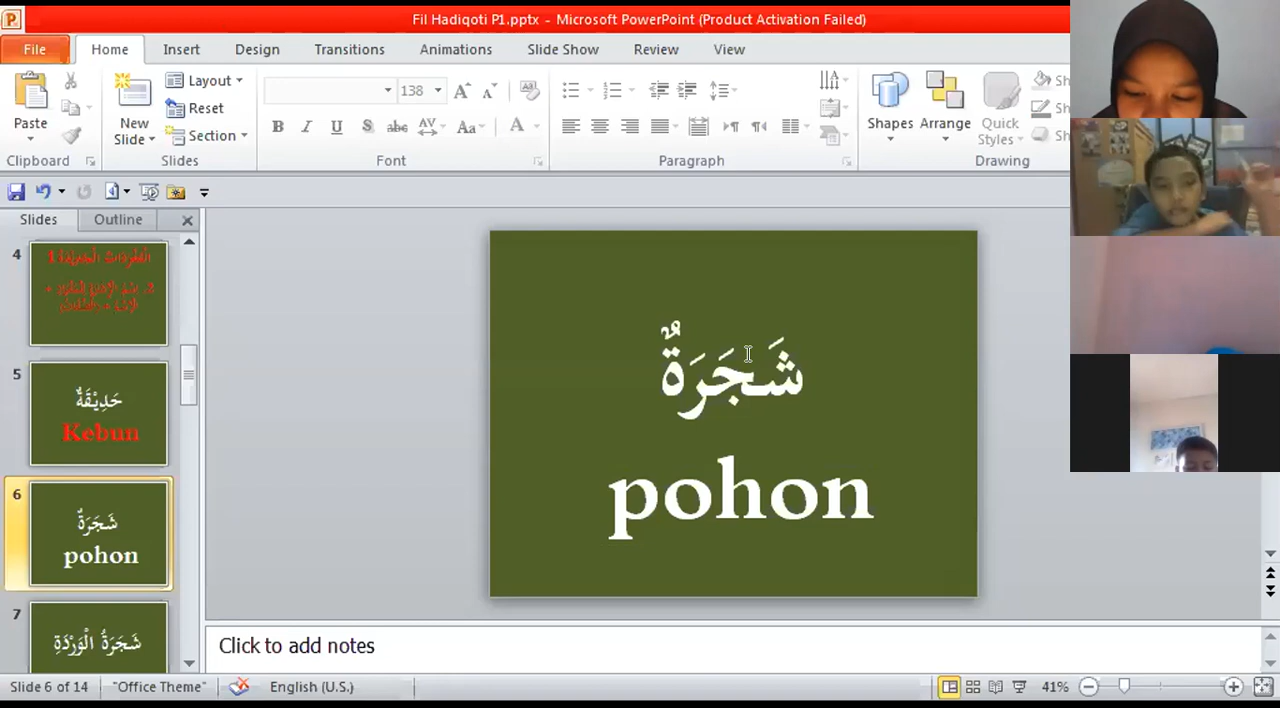 Fil Hadiqoti P1.pptx - Microsoft PowerPoint (Product Activation Failed)
File Home Insert Design Transitions Animations Slide Show Review View
Paste
New Slide
Layout
Reset
Section
138
Shapes
Arrange
Quick Styles
Clipboard
Slides
Font
Paragraph
Drawing
Slides Outline
4
2.
5
حَدِيْقَةٌ
Kebun
6
شَجَرَةٌ
pohon
7
شَجَرَةُ الْوَرْدَةِ
شَجَرَةٌ
pohon
Click to add notes
Slide 6 of 14
"Office Theme"
English (U.S.)
41%